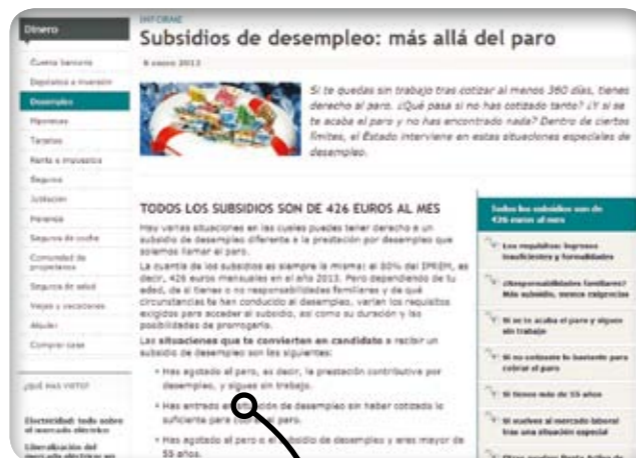 Dinero
Cuenta bancaria
Depósitos e inversión
Desempleo
Hipotecas
Tarjetas
Renta e impuestos
Seguros
Jubilación
Herencia
Seguros de coche
Comunidad de
propietarios
Seguros de salud
Viajes y vacaciones
Alquiler
Comprar casa
¿QUÉ HAS VISTO?
Electricidad: todo sobre
el mercado eléctrico
Liberalización del
mercado eléctrico en
INFORME
Subsidios de desempleo: más allá del paro
enero 2013
Si te quedas sin trabajo tras cotizar al menos 360 días, tienes
derecho al paro. ¿Qué pasa si no has cotizado tanto? ¿Y si se
te acaba el paro y no has encontrado nada? Dentro de ciertos
límites, el Estado interviene en estas situaciones especiales de
desempleo.
TODOS LOS SUBSIDIOS SON DE 426 EUROS AL MES
Hay varias situaciones en las cuales puedes tener derecho a un
subsidio de desempleo diferente a la prestación por desempleo que
solemos llamar el paro.
La cuantía de los subsidios es siempre la misma: el 80% del IPREM, es
decir, 426 euros mensuales en el año 2013. Pero dependiendo de tu
edad, de si tienes o no responsabilidades familiares y de qué
circunstancias te han conducido al desempleo, varían los requisitos
exigidos para acceder al subsidio, así como su duración y las
posibilidades de prorrogarlo.
Las situaciones que te convierten en candidato a recibir un
subsidio de desempleo son las siguientes:
• Has agotado el paro, es decir, la prestación contributiva por
desempleo, y sigues sin trabajo.
• Has entrado en situación de desempleo sin haber cotizado lo
suficiente para cobrar el paro.
• Has agotado el paro o el subsidio de desempleo y eres mayor de
55 años.
Todos los subsidios son de
426 euros al mes
Los requisitos: ingresos
insuficientes y formalidades
¿Responsabilidades familiares?
Más subsidio, menos exigencias
Si se te acaba el paro y sigues
sin trabajo
Si no cotizaste lo bastante para
cobrar el paro
Si tienes más de 55 años
Si vuelves al mercado laboral
tras una situación especial